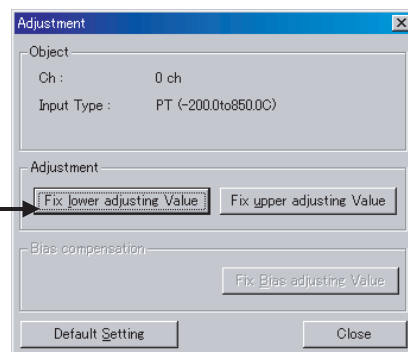 Adjustment
Object
Ch : 0 ch
Input Type : PT (-200.0to850.0C)
Adjustment
Fix lower adjusting Value Fix upper adjusting Value
Bias compensation
Fix Bias adjusting Value
Default Setting Close